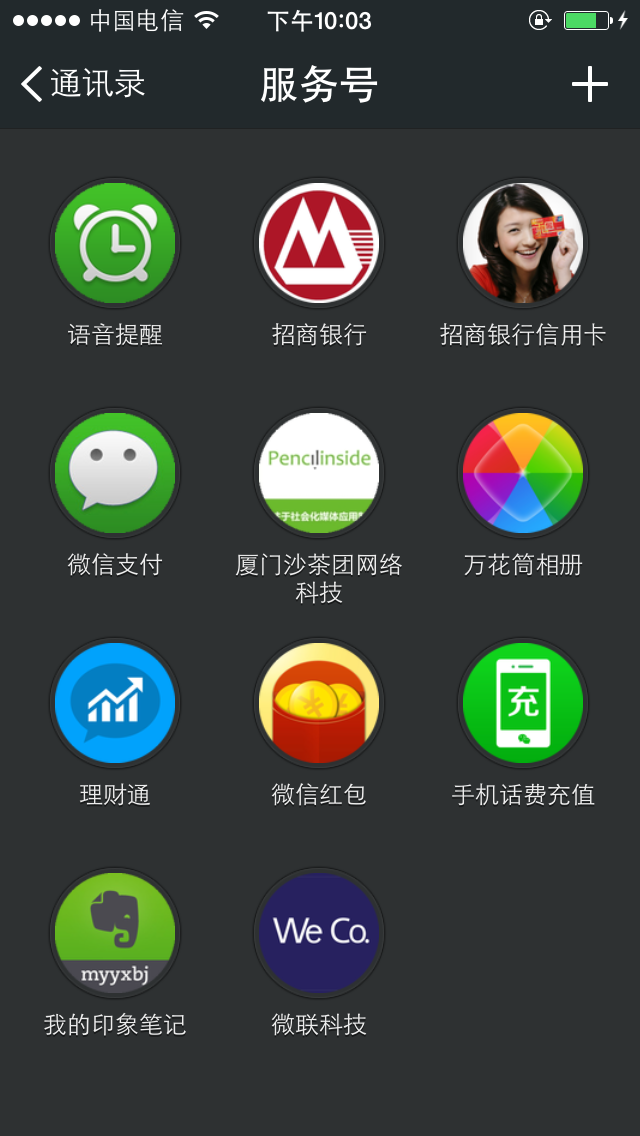 中国电信 下午10:03
通讯录 服务号
语音提醒 招商银行 招商银行信用卡
Pencilinside
于社会化媒体应用
微信支付 厦门沙茶团网络 万花筒相册
科技
充
理财通 微信红包 手机话费充值
myyxbj
We Co.
我的印象笔记 微联科技